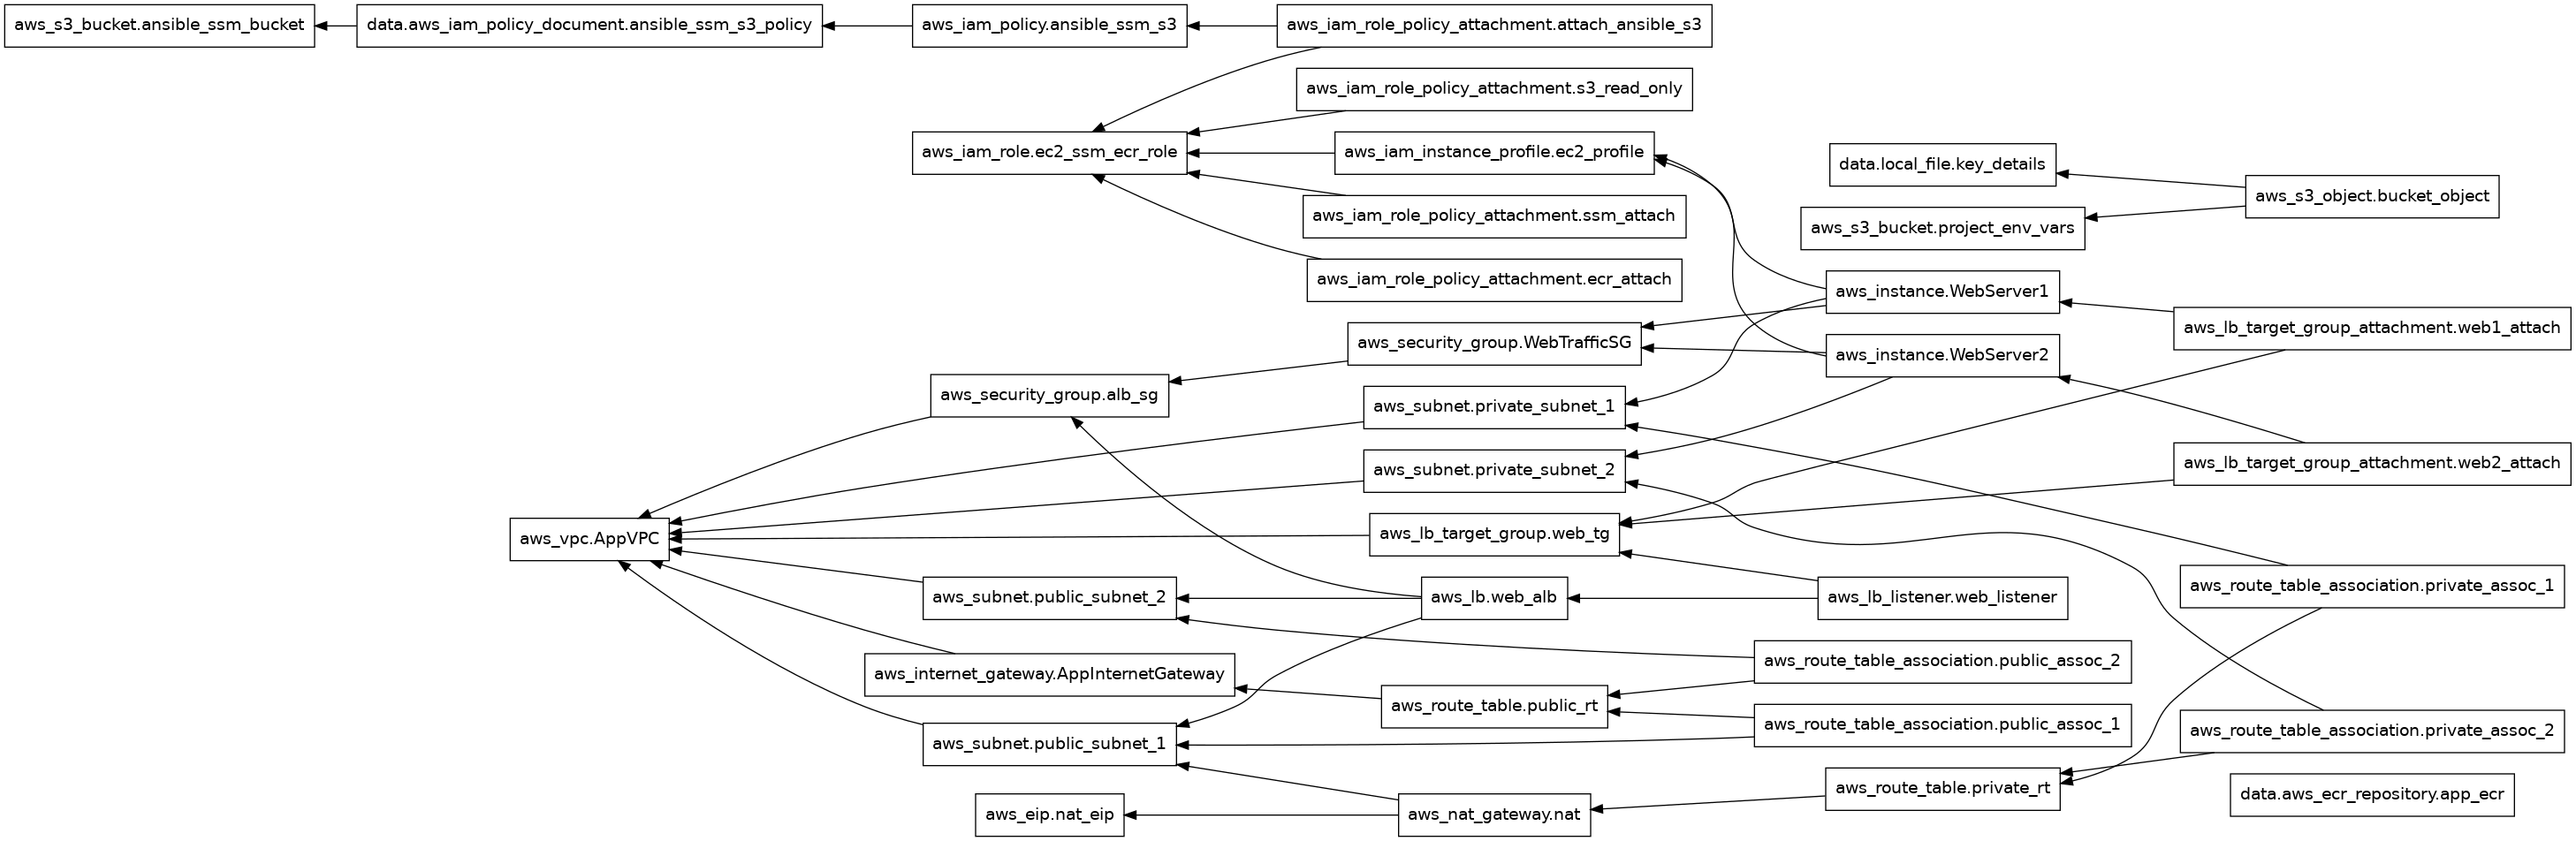 aws_s3_bucket.ansible_ssm_bucket
data.aws_iam_policy_document.ansible_ssm_s3_policy
aws_iam_policy.ansible_ssm_s3
aws_iam_role_policy_attachment.attach_ansible_s3
aws_iam_role_policy_attachment.s3_read_only
aws_iam_role.ec2_ssm_ecr_role
aws_iam_instance_profile.ec2_profile
data.local_file.key_details
aws_s3_object.bucket_object
aws_iam_role_policy_attachment.ssm_attach
aws_s3_bucket.project_env_vars
aws_iam_role_policy_attachment.ecr_attach
aws_instance.WebServer1
aws_lb_target_group_attachment.web1_attach
aws_security_group.WebTrafficSG
aws_instance.WebServer2
aws_security_group.alb_sg
aws_subnet.private_subnet_1
aws_subnet.private_subnet_2
aws_lb_target_group_attachment.web2_attach
aws_vpc.AppVPC
aws_lb_target_group.web_tg
aws_subnet.public_subnet_2
aws_lb.web_alb
aws_lb_listener.web_listener
aws_route_table_association.private_assoc_1
aws_internet_gateway.AppInternetGateway
aws_route_table_association.public_assoc_2
aws_route_table.public_rt
aws_route_table_association.public_assoc_1
aws_route_table_association.private_assoc_2
aws_subnet.public_subnet_1
aws_route_table.private_rt
data.aws_ecr_repository.app_ecr
aws_eip.nat_eip
aws_nat_gateway.nat